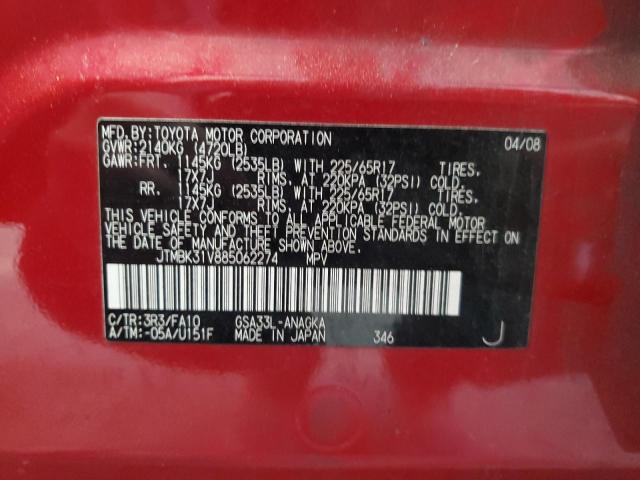 MFD.BY:TOYOTA MOTOR CORPORATION 04/08
GVWR:2140KG (4720LB)
GAWR:FRT. 1145KG (2535LB) WITH 225/65R17 TIRES.
17X7J RIMS. AT 220KPA (32PSI) COLD.
RR. 1145KG (2535LB) WITH 225/65R17 TIRES.
17X7J RIMS. AT 220KPA (32PSI) COLD.
THIS VEHICLE CONFORMS TO ALL APPLICABLE FEDERAL MOTOR
VEHICLE SAFETY, BUMPER AND THEFT PREVENTION
STANDARDS IN EFFECT ON THE DATE OF
MANUFACTURE SHOWN ABOVE.
JTMBK31V885062274 MPV
C/TR:3R3/FA10 GSA33L-ANAGKA
A/TM:-05A/U151F MADE IN JAPAN 346 J